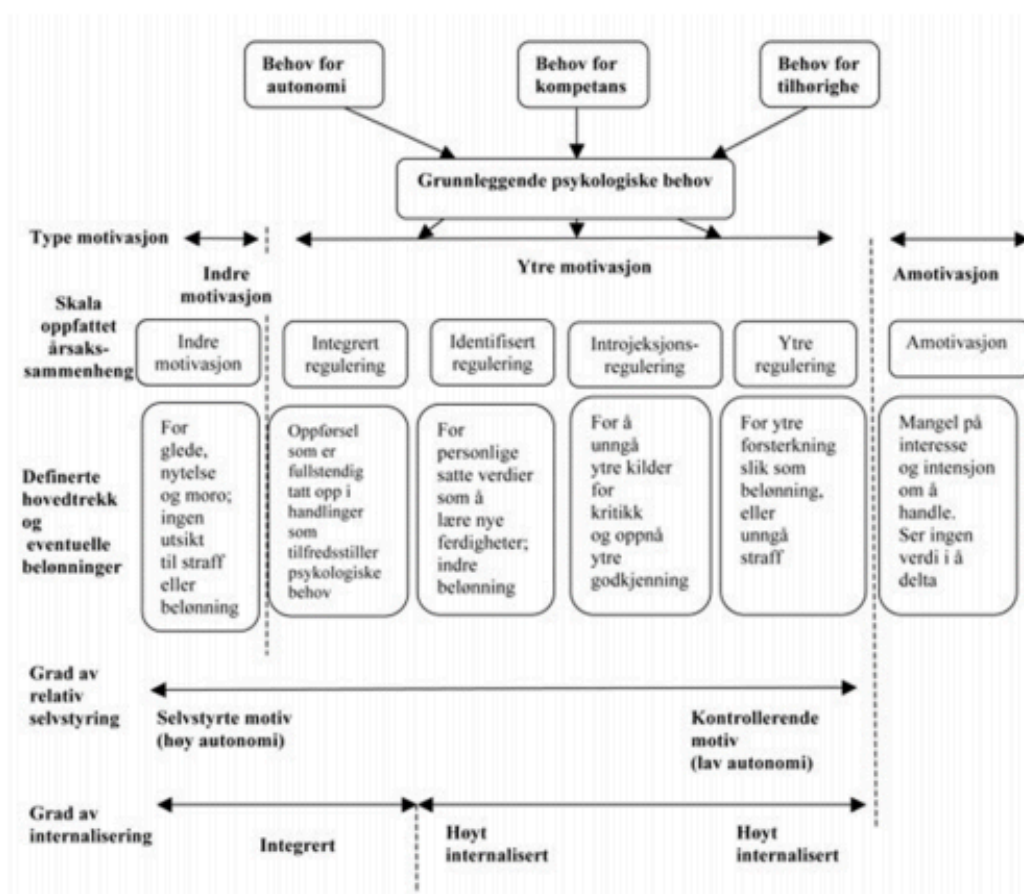 Behov for
autonomi
Behov for
kompetans
Behov for
tilhørighe
Grunnleggende psykologiske behov
Type motivasjon
Indre
motivasjon
Ytre motivasjon
Amotivasjon
Skala
oppfattet
årsaks-
sammenheng
Indre
motivasjon
Integrert
regulering
Identifisert
regulering
Introjeksjons-
regulering
Ytre
regulering
Amotivasjon
Definerte
hovedtrekk
og
eventuelle
belønninger
For
glede,
nytelse
og moro;
ingen
utsikt
til straff
eller
belønning
Oppførsel
som er
fullstendig
tatt opp i
handlinger
som
tilfredsstiller
psykologiske
behov
For
personlige
satte verdier
som å
lære nye
ferdigheter;
indre
belønning
For å
unngå
ytre kilder
for
kritikk
og oppnå
ytre
godkjenning
For ytre
forsterkning
slik som
belønning,
eller
unngå
straff
Mangel på
interesse
og intensjon
om å
handle.
Ser ingen
verdi i å
delta
Grad av
relativ
selvstyring
Selvstyrte motiv
(høy autonomi)
Kontrollerende
motiv
(lav autonomi)
Grad av
internalisering
Integrert
Høyt
internalisert
Høyt
internalisert